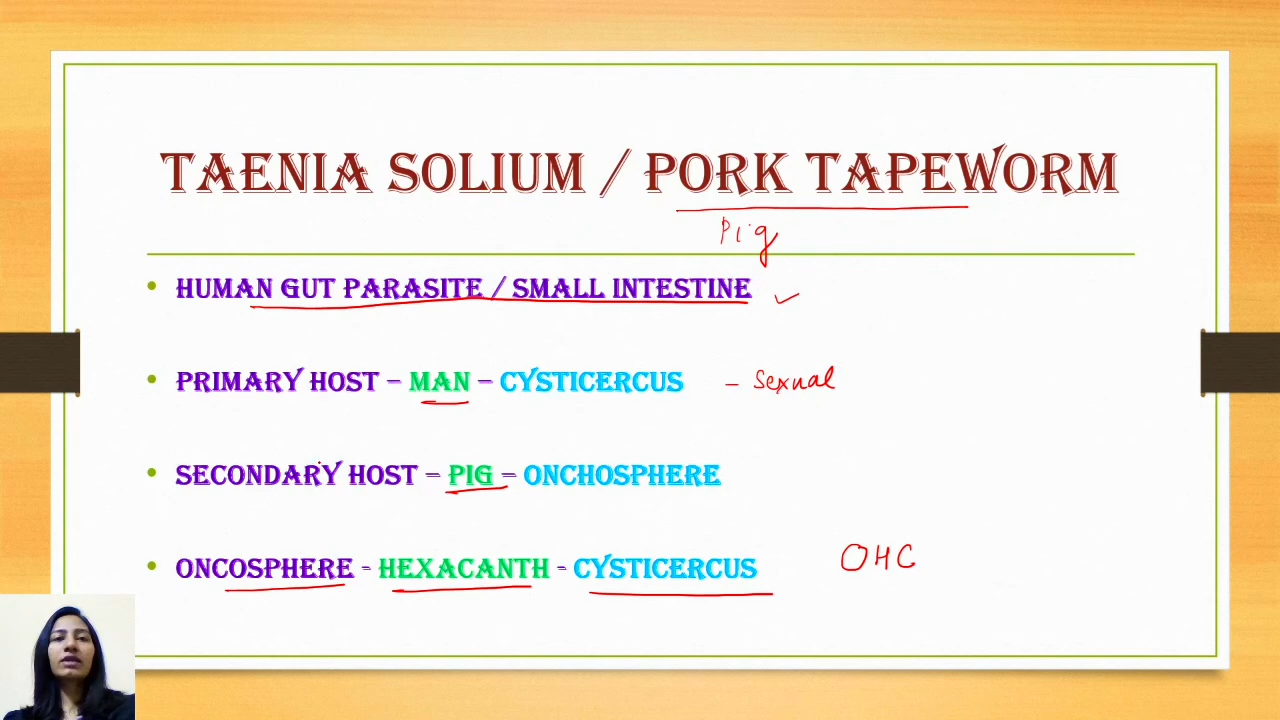 TAENIA SOLIUM / PORK TAPEWORM
Pig
• HUMAN GUT PARASITE / SMALL INTESTINE ✓
• PRIMARY HOST – MAN – CYSTICERCUS – Sexual
• SECONDARY HOST – PIG – ONCHOSPHERE
• ONCOSPHERE - HEXACANTH - CYSTICERCUS OHC